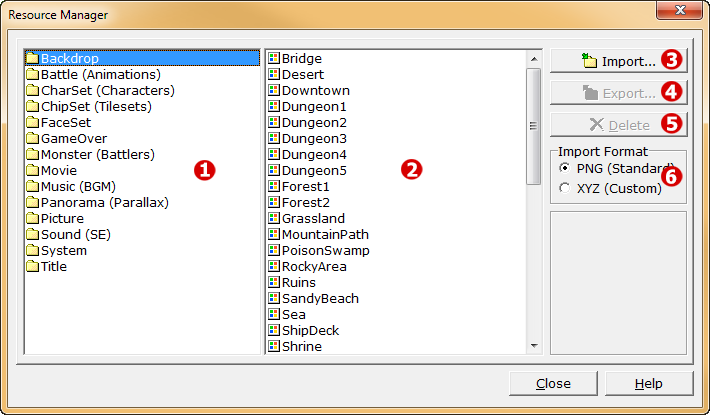 Resource Manager
Backdrop
Battle (Animations)
CharSet (Characters)
ChipSet (Tilesets)
FaceSet
GameOver
Monster (Battlers)
Movie
Music (BGM)
Panorama (Parallax)
Picture
Sound (SE)
System
Title
1
Bridge
Desert
Downtown
Dungeon1
Dungeon2
Dungeon3
Dungeon4
Dungeon5
Forest1
Forest2
Grassland
MountainPath
PoisonSwamp
RockyArea
Ruins
SandyBeach
Sea
ShipDeck
Shrine
2
Import... 3
Export... 4
Delete 5
Import Format
PNG (Standard)
XYZ (Custom)
6
Close
Help